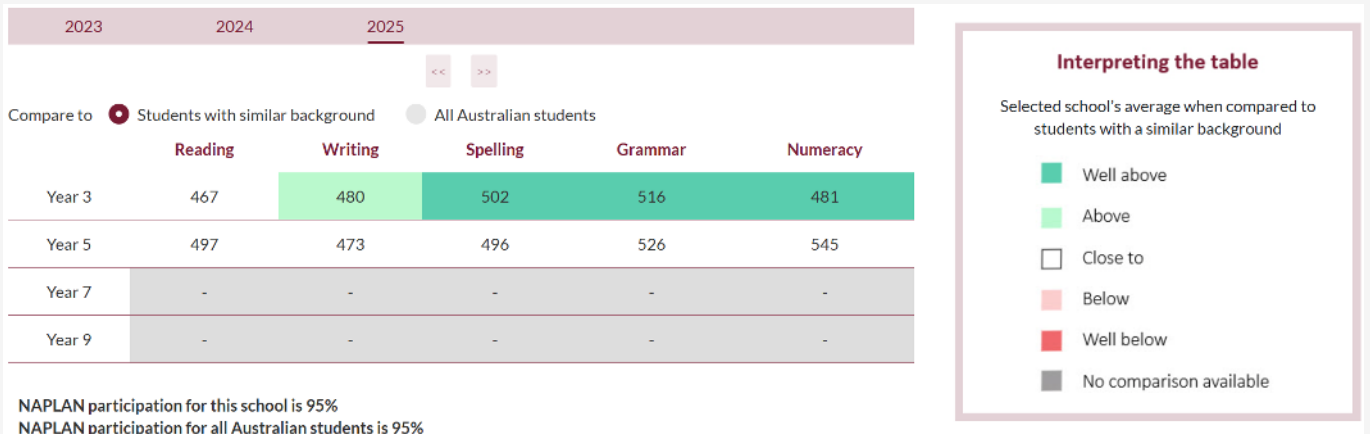 2023 2024 2025
<< >>
Compare to Students with similar background All Australian students
Reading Writing Spelling Grammar Numeracy
Year 3 467 480 502 516 481
Year 5 497 473 496 526 545
Year 7 - - - - -
Year 9 - - - - -
NAPLAN participation for this school is 95%
NAPLAN participation for all Australian students is 95%
Interpreting the table
Selected school's average when compared to
students with a similar background
Well above
Above
Close to
Below
Well below
No comparison available